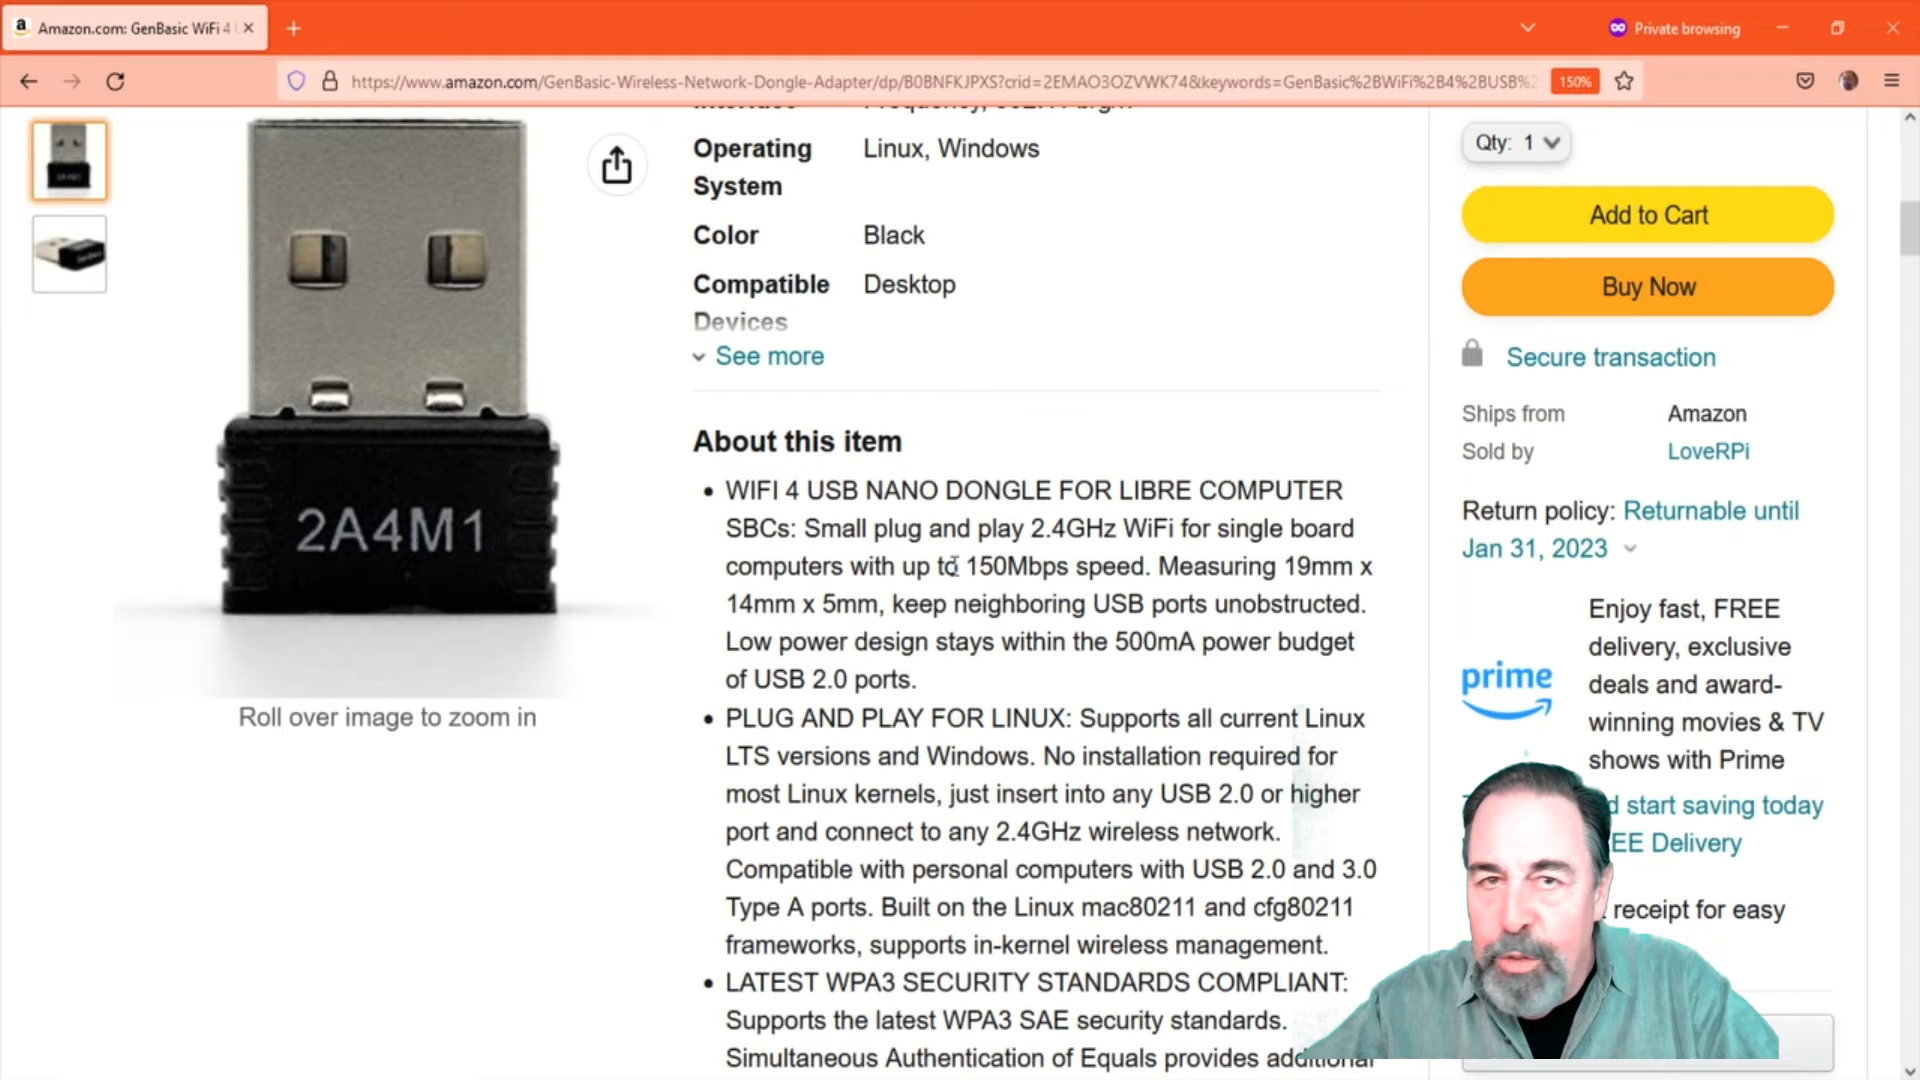 Amazon.com: GenBasic WiFi 4 U
Private browsing
https://www.amazon.com/GenBasic-Wireless-Network-Dongle-Adapter/dp/B0BNFKJPXS?crid=2EMAO3OZVWK74&keywords=GenBasic%2BWiFi%2B4%2BUSB%2
150%
Operating Linux, Windows
System
Color Black
Compatible Desktop
Devices
See more
2A4M1
Roll over image to zoom in
About this item
• WIFI 4 USB NANO DONGLE FOR LIBRE COMPUTER
SBCs: Small plug and play 2.4GHz WiFi for single board
computers with up to 150Mbps speed. Measuring 19mm x
14mm x 5mm, keep neighboring USB ports unobstructed.
Low power design stays within the 500mA power budget
of USB 2.0 ports.
• PLUG AND PLAY FOR LINUX: Supports all current Linux
LTS versions and Windows. No installation required for
most Linux kernels, just insert into any USB 2.0 or higher
port and connect to any 2.4GHz wireless network.
Compatible with personal computers with USB 2.0 and 3.0
Type A ports. Built on the Linux mac80211 and cfg80211
frameworks, supports in-kernel wireless management.
• LATEST WPA3 SECURITY STANDARDS COMPLIANT:
Supports the latest WPA3 SAE security standards.
Simultaneous Authentication of Equals provides additional
Qty: 1
Add to Cart
Buy Now
Secure transaction
Ships from Amazon
Sold by LoveRPi
Return policy: Returnable until
Jan 31, 2023
prime
Enjoy fast, FREE
delivery, exclusive
deals and award-
winning movies & TV
shows with Prime
start saving today
Delivery
receipt for easy